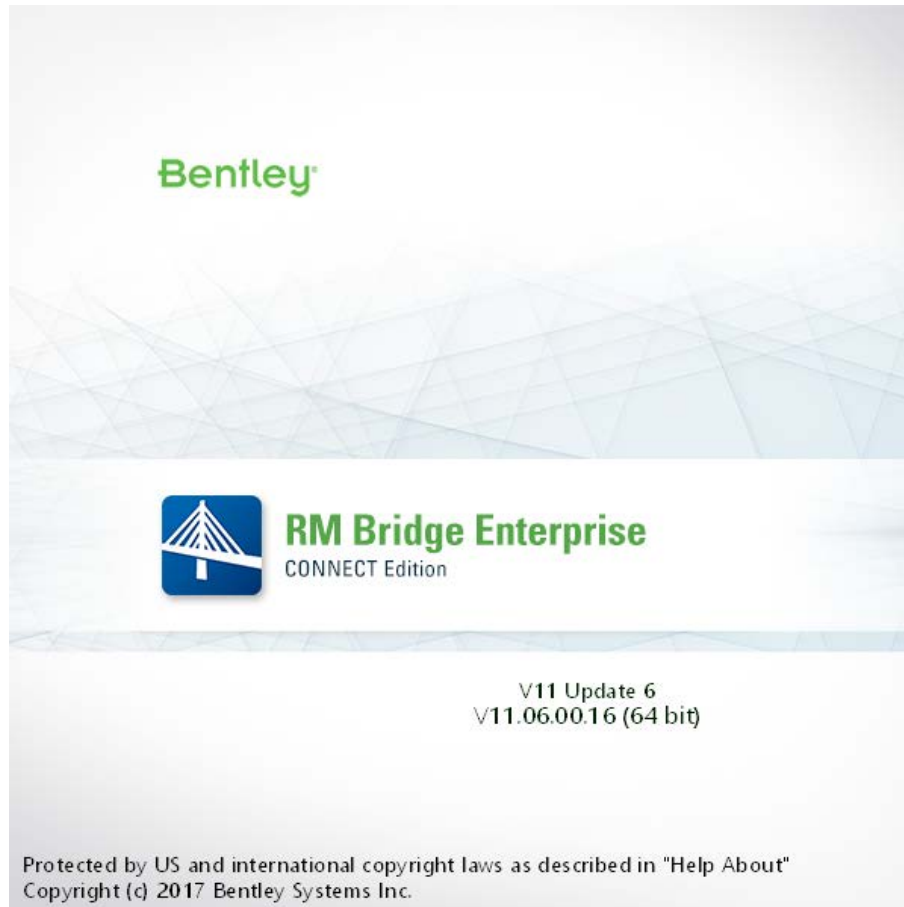 Bentley®
RM Bridge Enterprise
CONNECT Edition
V11 Update 6
V11.06.00.16 (64 bit)
Protected by US and international copyright laws as described in "Help About"
Copyright (c) 2017 Bentley Systems Inc.